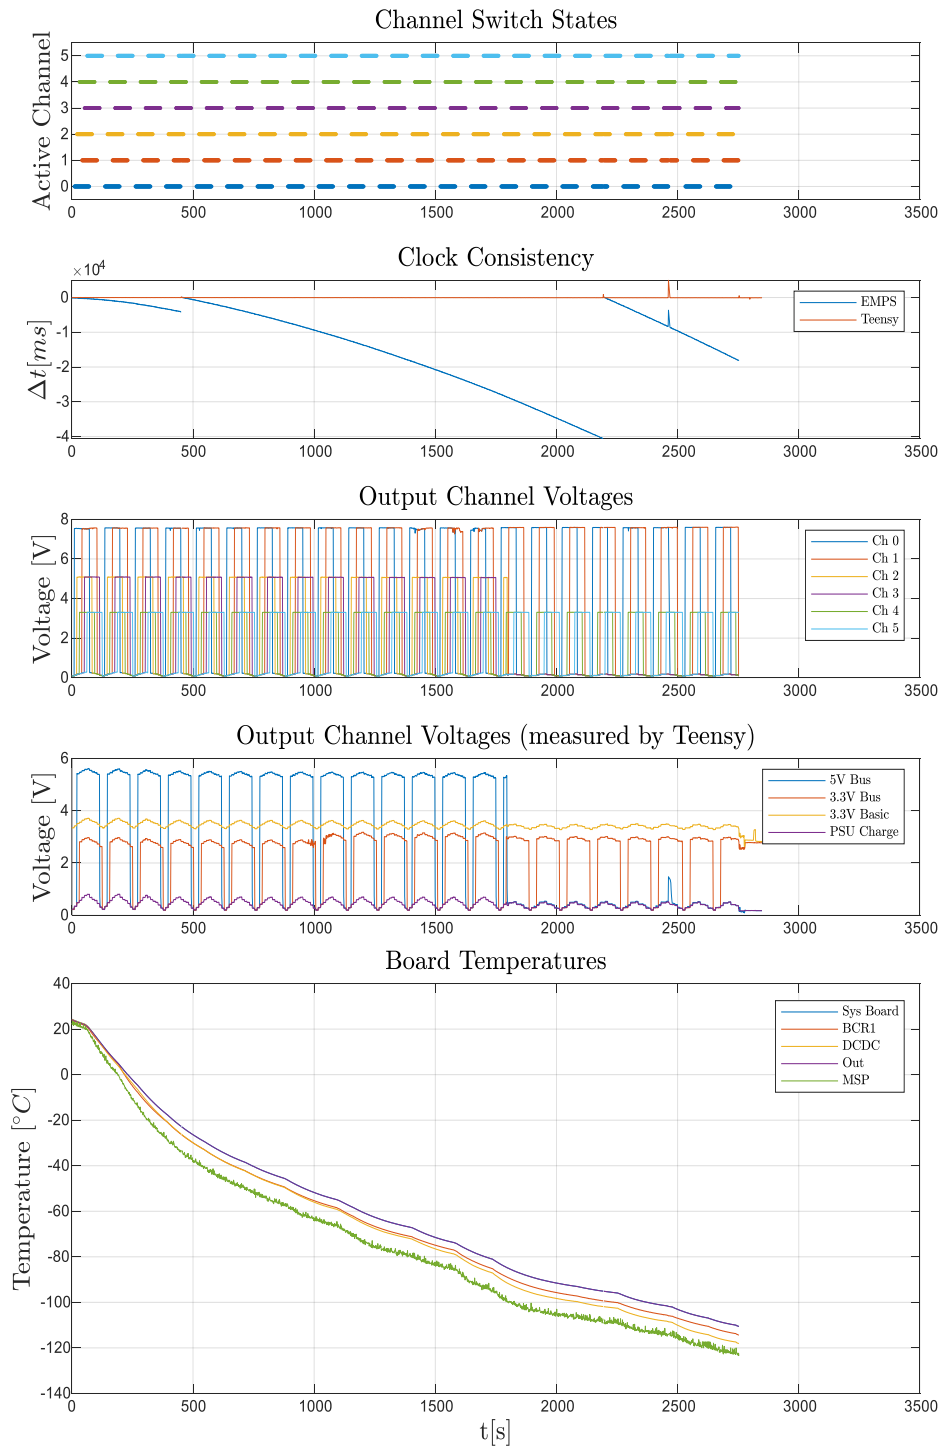 Channel Switch States
Active Channel
5
4
3
2
1
0
0 500 1000 1500 2000 2500 3000 3500
Clock Consistency
×10⁴
Δt[ms]
0
-1
-2
-3
-4
EMPS
Teensy
0 500 1000 1500 2000 2500 3000 3500
Output Channel Voltages
Voltage [V]
8
6
4
2
0
Ch 0
Ch 1
Ch 2
Ch 3
Ch 4
Ch 5
0 500 1000 1500 2000 2500 3000 3500
Output Channel Voltages (measured by Teensy)
Voltage [V]
6
4
2
0
5V Bus
3.3V Bus
3.3V Basic
PSU Charge
0 500 1000 1500 2000 2500 3000 3500
Board Temperatures
Temperature [°C]
40
20
0
-20
-40
-60
-80
-100
-120
-140
Sys Board
BCR1
DCDC
Out
MSP
0 500 1000 1500 2000 2500 3000 3500
t[s]